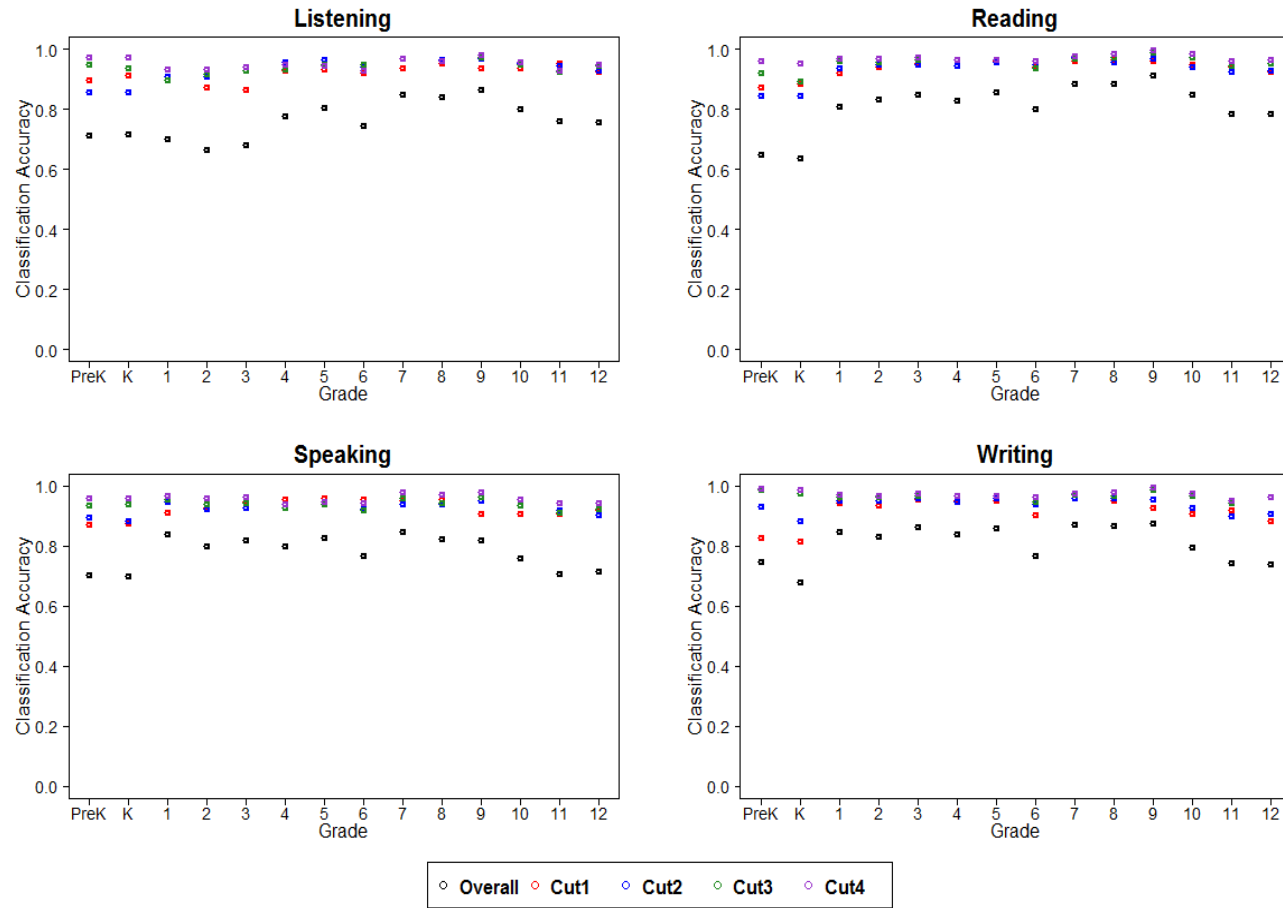 Listening
Classification Accuracy
1.0
0.8
0.6
0.4
0.2
0.0
PreK K 1 2 3 4 5 6 7 8 9 10 11 12
Grade
Reading
Classification Accuracy
1.0
0.8
0.6
0.4
0.2
0.0
PreK K 1 2 3 4 5 6 7 8 9 10 11 12
Grade
Speaking
Classification Accuracy
1.0
0.8
0.6
0.4
0.2
0.0
PreK K 1 2 3 4 5 6 7 8 9 10 11 12
Grade
Writing
Classification Accuracy
1.0
0.8
0.6
0.4
0.2
0.0
PreK K 1 2 3 4 5 6 7 8 9 10 11 12
Grade
Overall Cut1 Cut2 Cut3 Cut4